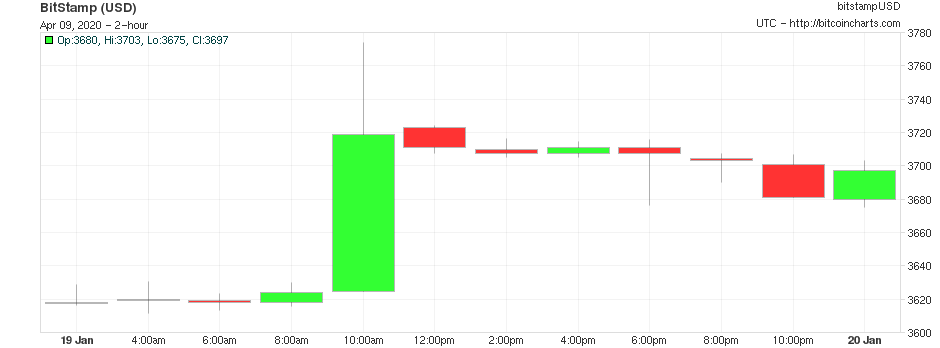 BitStamp (USD)
bitstampUSD
Apr 09, 2020 - 2-hour
UTC - http://bitcoincharts.com
Op:3680, Hi:3703, Lo:3675, Cl:3697
3780
3760
3740
3720
3700
3680
3660
3640
3620
3600
19 Jan 4:00am 6:00am 8:00am 10:00am 12:00pm 2:00pm 4:00pm 6:00pm 8:00pm 10:00pm 20 Jan